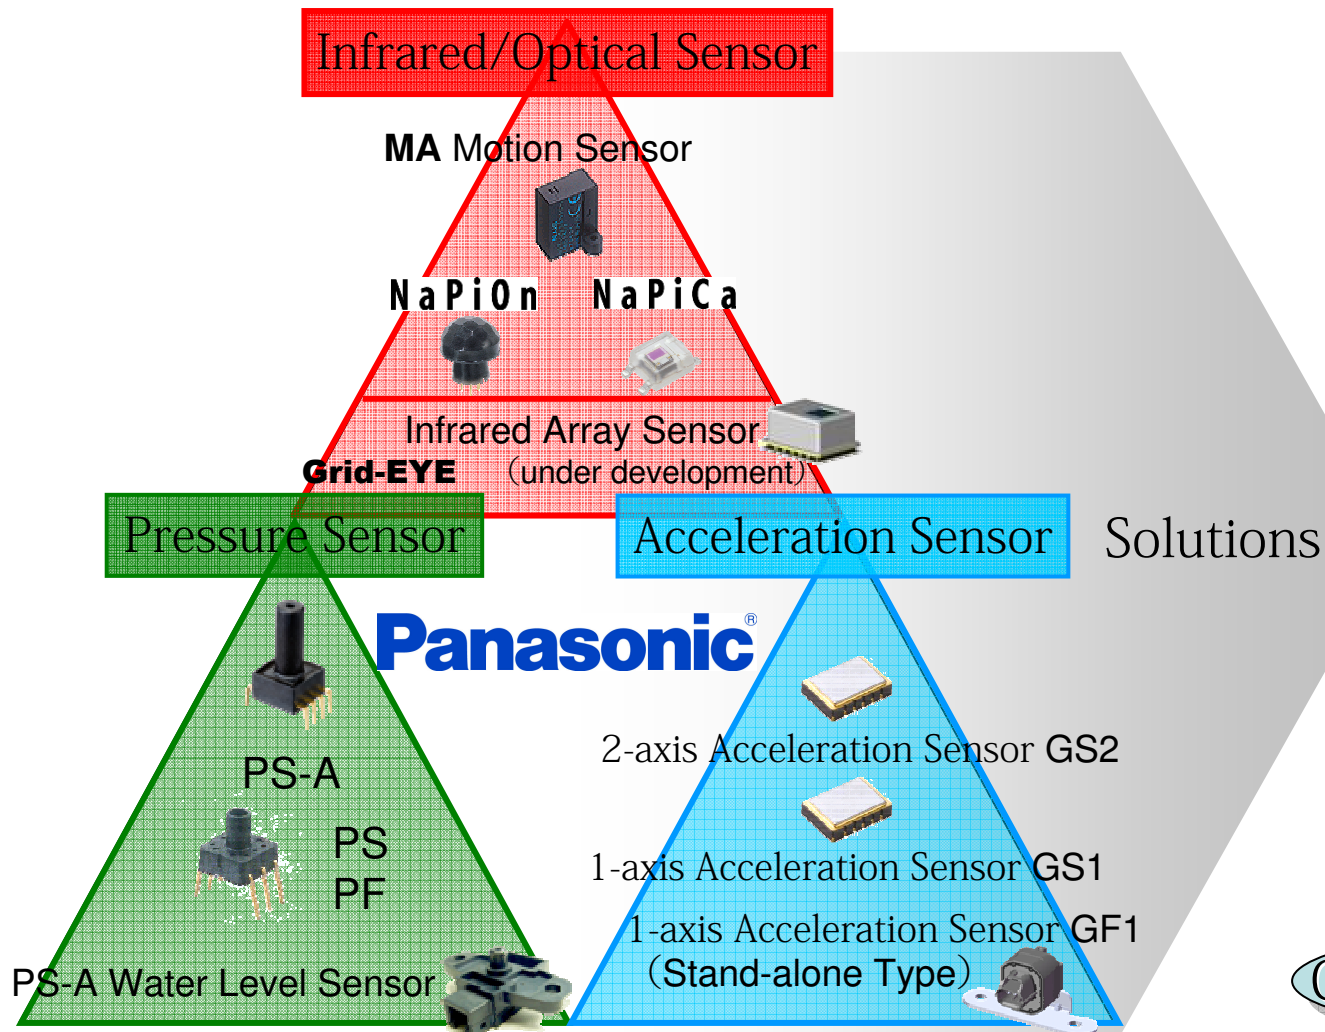 Infrared/Optical Sensor
MA Motion Sensor
NaPiOn
NaPiCa
Infrared Array Sensor
Grid-EYE (under development)
Pressure Sensor
Acceleration Sensor
Solutions
Panasonic®
2-axis Acceleration Sensor GS2
PS-A
PS
PF
1-axis Acceleration Sensor GS1
1-axis Acceleration Sensor GF1
(Stand-alone Type)
PS-A Water Level Sensor